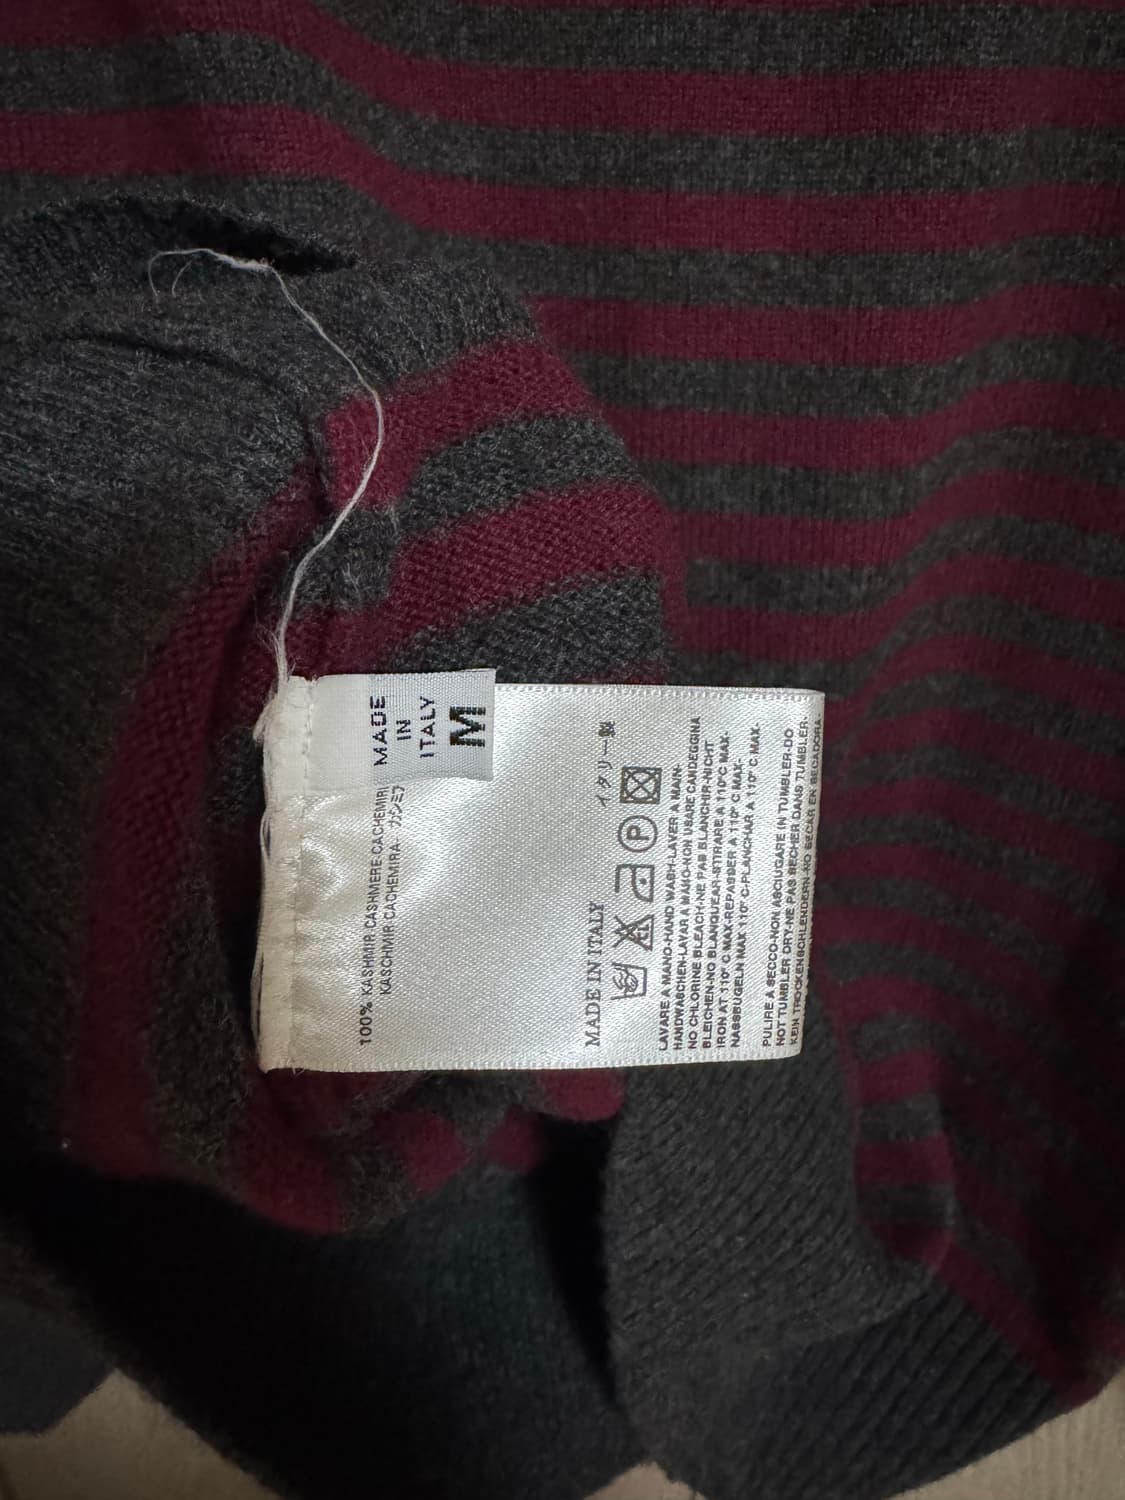 MADE
IN
ITALY
M
100% KASHMIR-CASHMERE-CACHEMIRE
KASCHMIR-CACHEMIRA-カシミヤ
MADE IN ITALY イタリー製
P
LAVARE A MANO-HAND WASH-LAVER A MAIN-
HANDWASCHEN-LAVAR A MANO-NON USARE CANDEGGINA
NO CHLORINE BLEACH-NE PAS BLANCHIR-NICHT
BLEICHEN-NO BLANQUEAR-STIRARE A 110°C MAX-
IRON AT 110° C MAX-REPASSER A 110° C MAX-
NASSBUGELN MAX 110° C-PLANCHAR A 110° C MAX-
PULIRE A SECCO-NON ASCIUGARE IN TUMBLER-DO
NOT TUMBLER DRY-NE PAS SECHER DANS TUMBLER-
KEIN TROCKENSCHLENDERN-NO SECAR EN SECADORA-